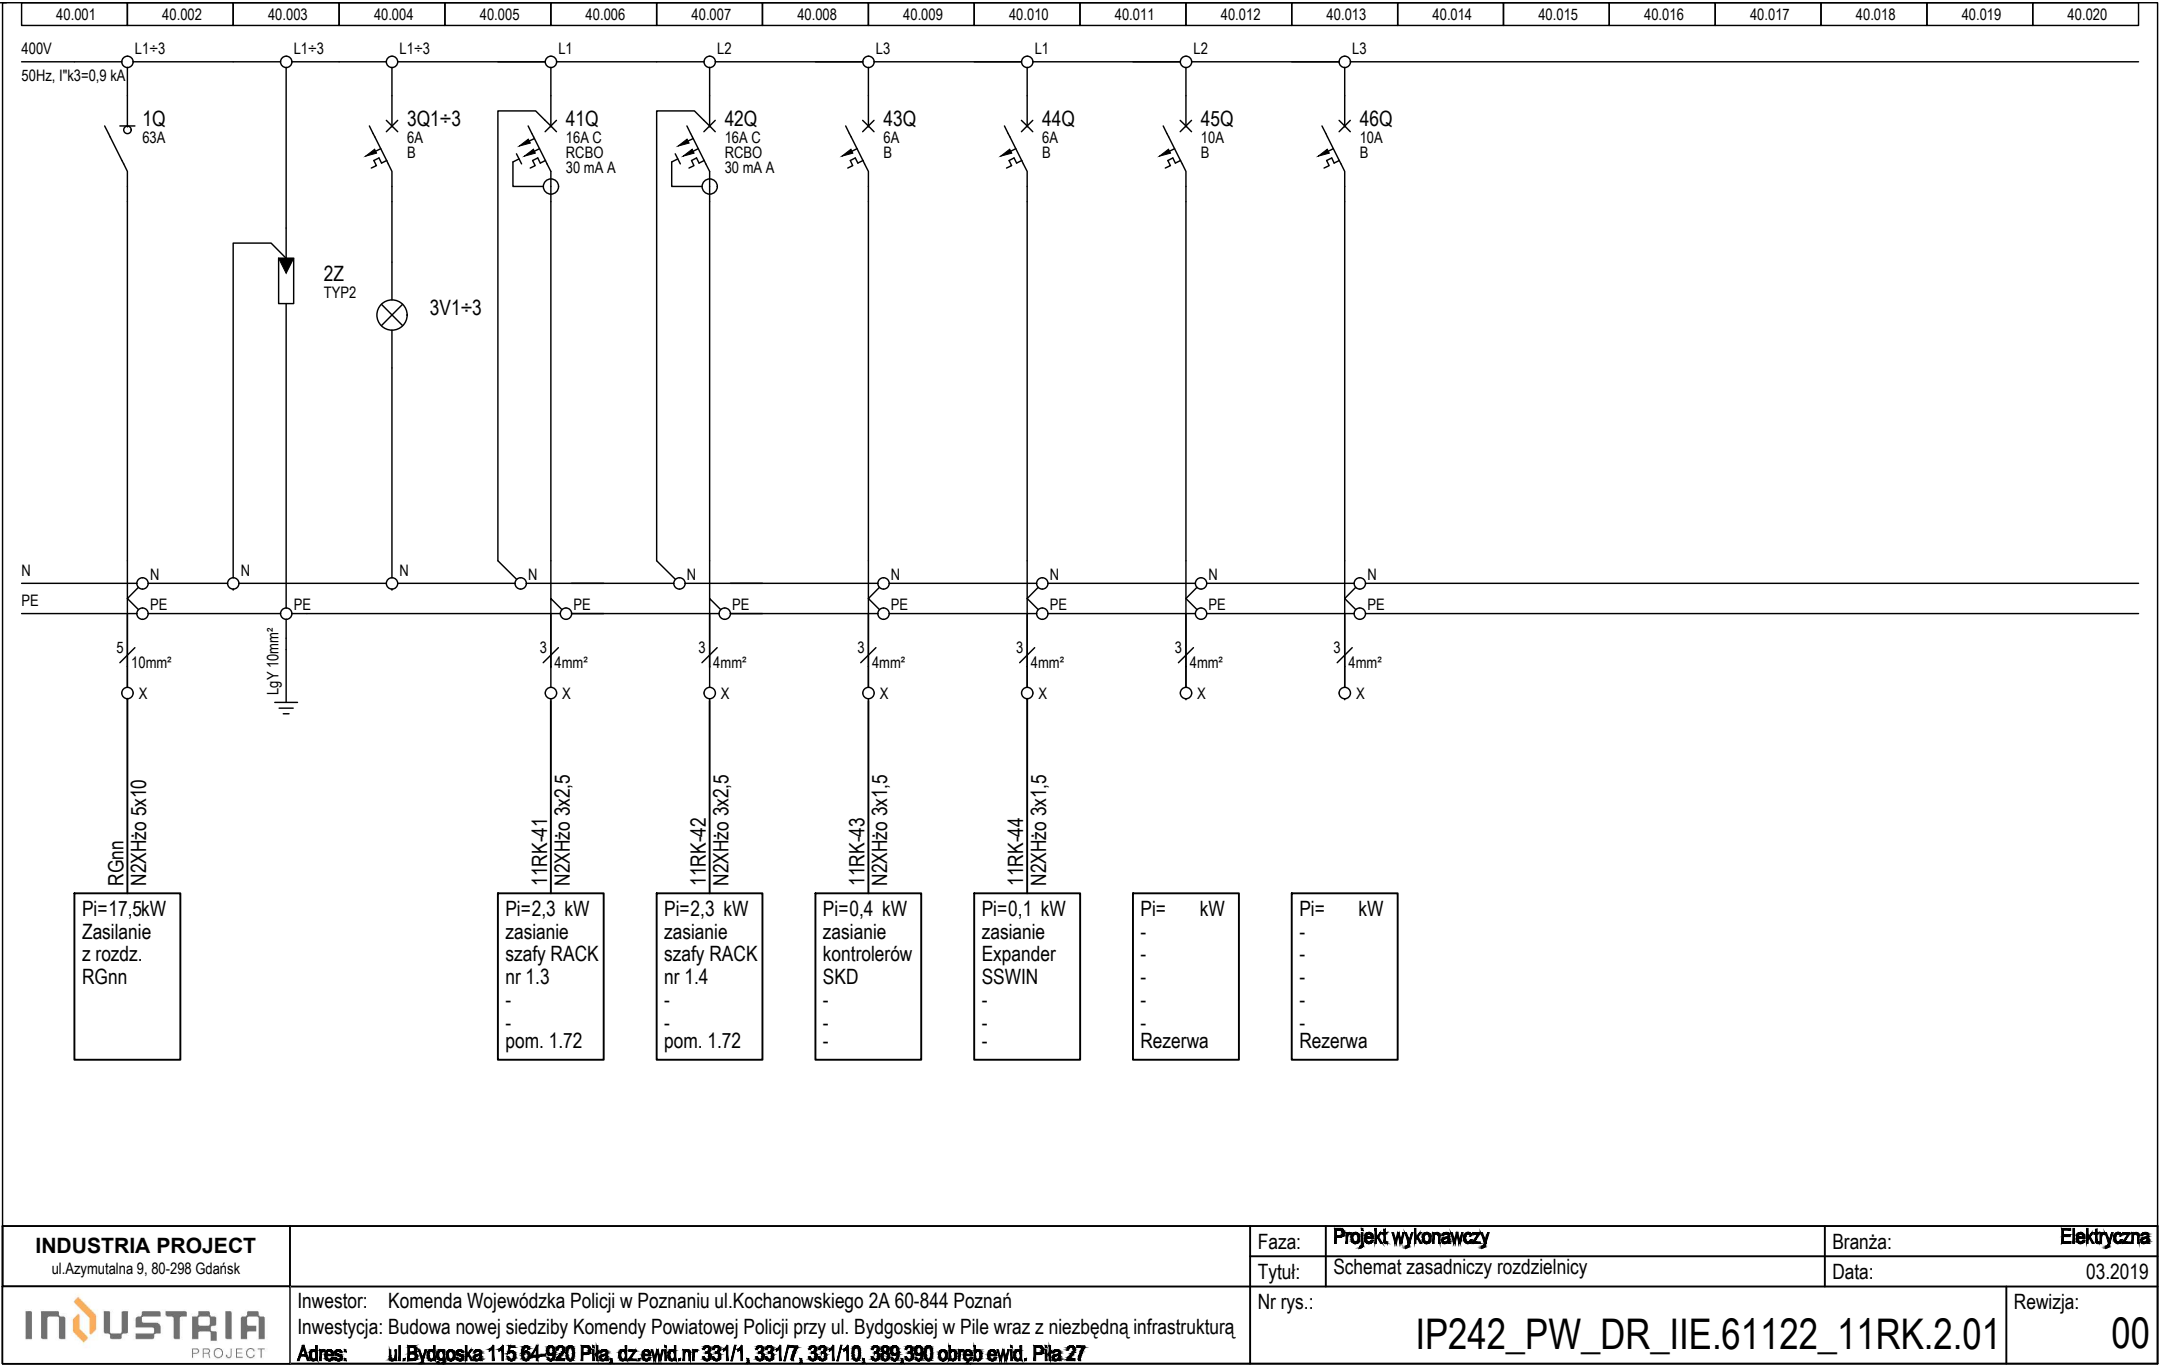 40.001 40.002 40.003 40.004 40.005 40.006 40.007 40.008 40.009 40.010 40.011 40.012 40.013 40.014 40.015 40.016 40.017 40.018 40.019 40.020
400V L1÷3 L1÷3 L1÷3 L1 L2 L3 L1 L2 L3
50Hz, I"k3=0,9 kA
1Q
63A
3Q1÷3
6A
B
41Q
16A C
RCBO
30 mA A
42Q
16A C
RCBO
30 mA A
43Q
6A
B
44Q
6A
B
45Q
10A
B
46Q
10A
B
2Z
TYP2
3V1÷3
N N N N N N N N N N
PE PE PE PE PE PE PE PE PE
LgY 10mm²
5 10mm²
3 4mm²
3 4mm²
3 4mm²
3 4mm²
3 4mm²
3 4mm²
X X X X X X X
RGnn
N2XHżo 5x10
11RK-41
N2XHżo 3x2,5
11RK-42
N2XHżo 3x2,5
11RK-43
N2XHżo 3x1,5
11RK-44
N2XHżo 3x1,5
Pi=17,5kW
Zasilanie
z rozdz.
RGnn
Pi=2,3 kW
zasianie
szafy RACK
nr 1.3
-
-
pom. 1.72
Pi=2,3 kW
zasianie
szafy RACK
nr 1.4
-
-
pom. 1.72
Pi=0,4 kW
zasianie
kontrolerów
SKD
-
-
-
Pi=0,1 kW
zasianie
Expander
SSWIN
-
-
-
Pi= kW
-
-
-
-
-
Rezerwa
Pi= kW
-
-
-
-
-
Rezerwa
INDUSTRIA PROJECT
ul.Azymutalna 9, 80-298 Gdańsk
INDUSTRIA
PROJECT
Inwestor: Komenda Wojewódzka Policji w Poznaniu ul.Kochanowskiego 2A 60-844 Poznań
Inwestycja: Budowa nowej siedziby Komendy Powiatowej Policji przy ul. Bydgoskiej w Pile wraz z niezbędną infrastrukturą
Adres: ul.Bydgoska 115 64-920 Piła, dz.ewid.nr 331/1, 331/7, 331/10, 389,390 obręb ewid. Piła 27
Faza: Projekt wykonawczy
Branża: Elektryczna
Tytuł: Schemat zasadniczy rozdzielnicy
Data: 03.2019
Nr rys.: IP242_PW_DR_IIE.61122_11RK.2.01
Rewizja: 00